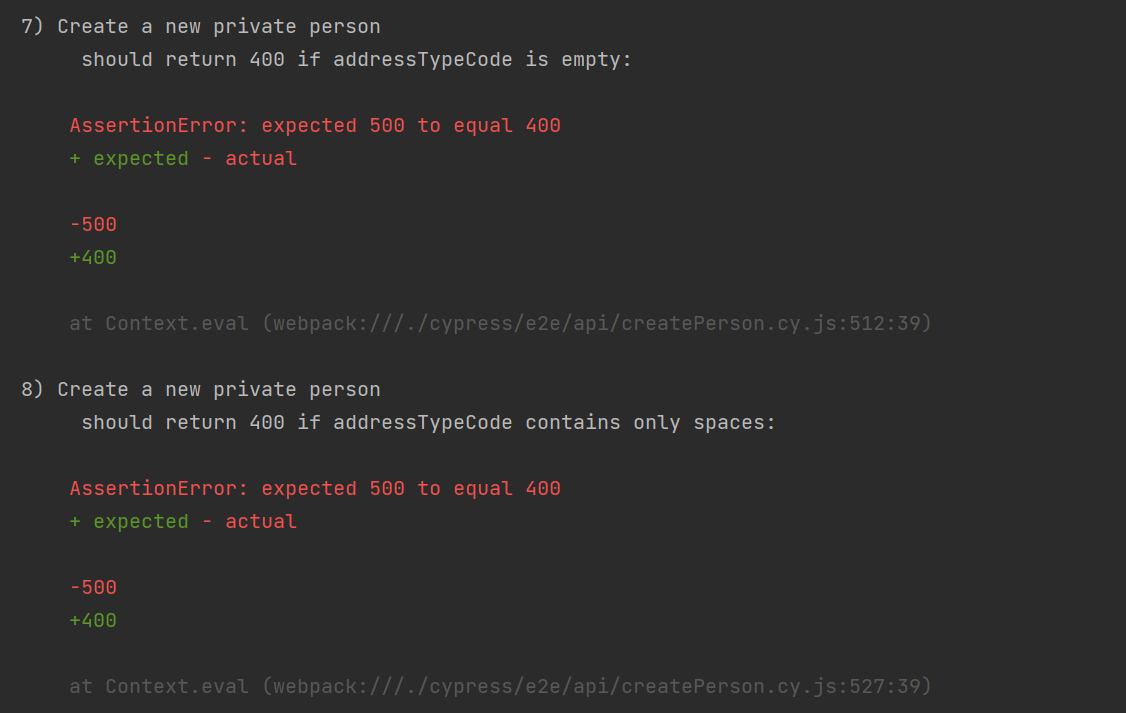 7) Create a new private person
should return 400 if addressTypeCode is empty:
AssertionError: expected 500 to equal 400
+ expected - actual
-500
+400
at Context.eval (webpack:///./cypress/e2e/api/createPerson.cy.js:512:39)
8) Create a new private person
should return 400 if addressTypeCode contains only spaces:
AssertionError: expected 500 to equal 400
+ expected - actual
-500
+400
at Context.eval (webpack:///./cypress/e2e/api/createPerson.cy.js:527:39)